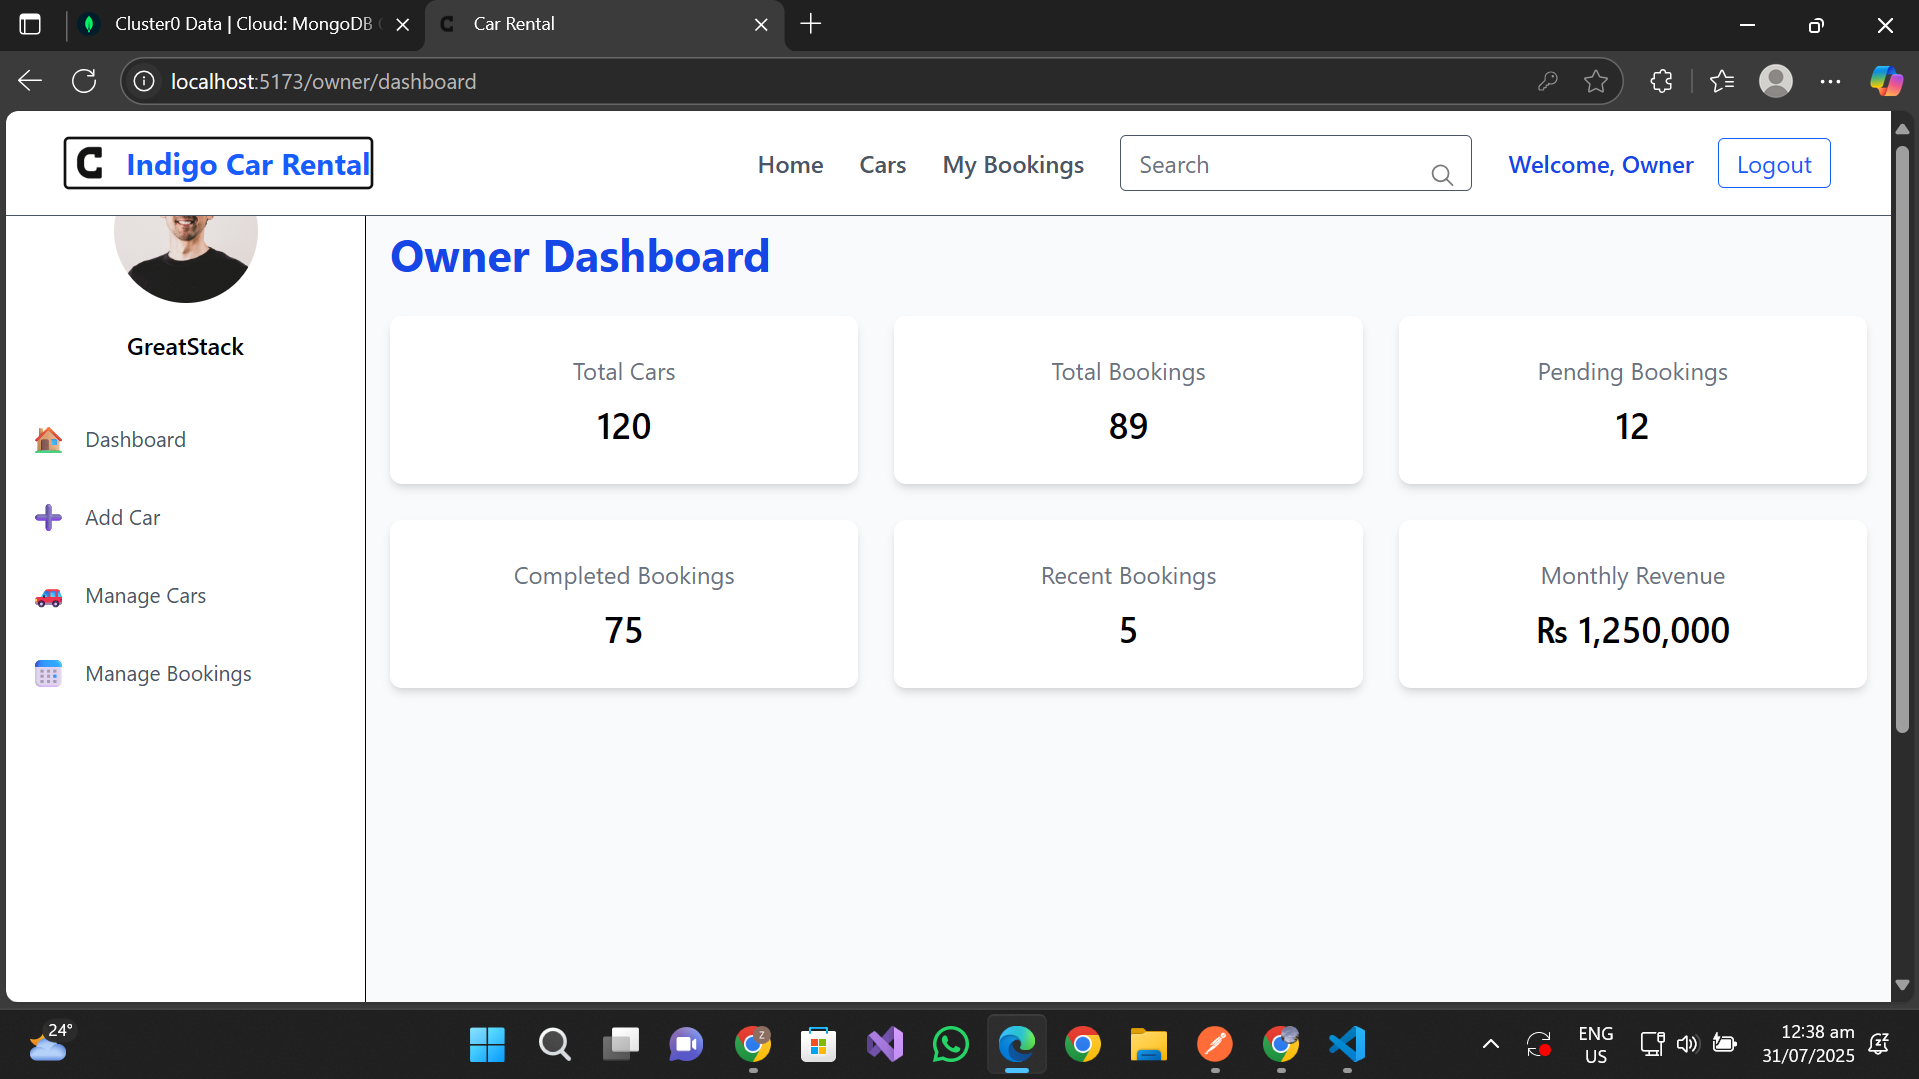 Cluster0 Data | Cloud: MongoDB
Car Rental
localhost:5173/owner/dashboard
C Indigo Car Rental
Home
Cars
My Bookings
Search
Welcome, Owner
Logout
GreatStack
Dashboard
Add Car
Manage Cars
Manage Bookings
Owner Dashboard
Total Cars
120
Total Bookings
89
Pending Bookings
12
Completed Bookings
75
Recent Bookings
5
Monthly Revenue
₨ 1,250,000
24°
ENG
US
12:38 am
31/07/2025